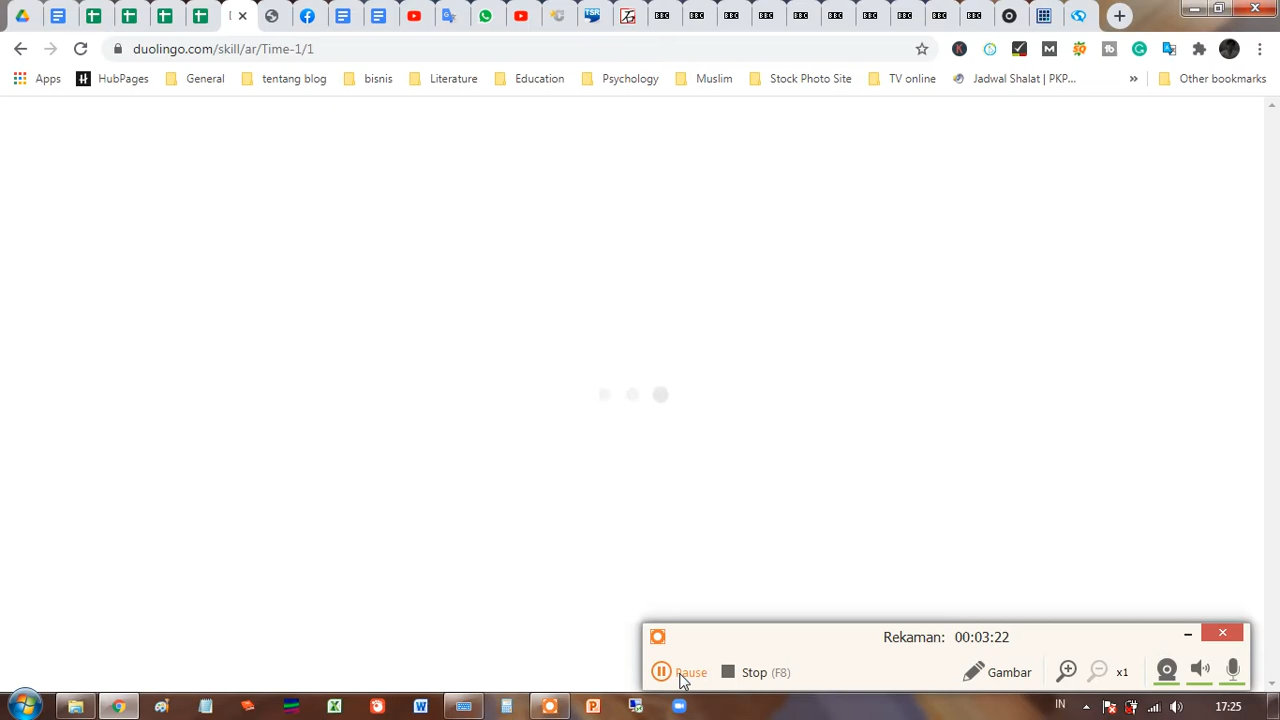 duolingo.com/skill/ar/Time-1/1
Apps HubPages General tentang blog bisnis Literature Education Psychology Muslim Stock Photo Site TV online Jadwal Shalat | PKP... » Other bookmarks
Rekaman: 00:03:22
Pause Stop (F8) Gambar x1
IN 17:25